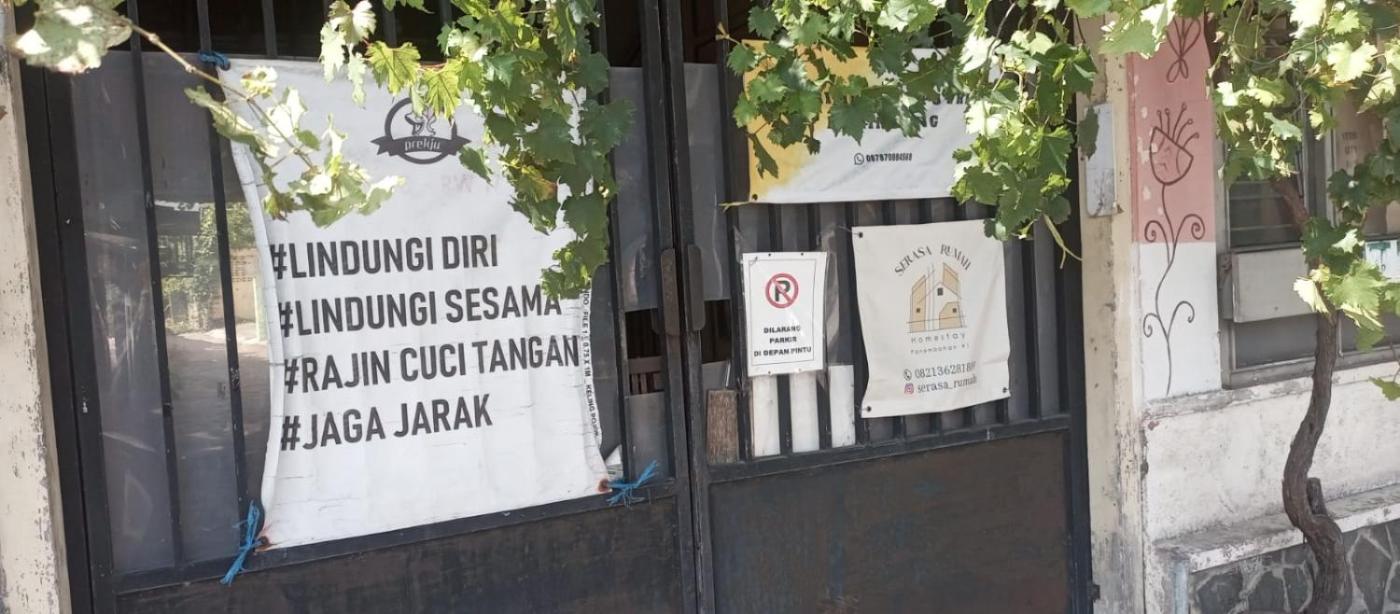 prekju
#LINDUNGI DIRI
#LINDUNGI SESAMA
#RAJIN CUCI TANGAN
#JAGA JARAK
P
DILARANG
PARKIR
DI DEPAN PINTU
SERASA RUMAH
Homestay
serasa_rumah